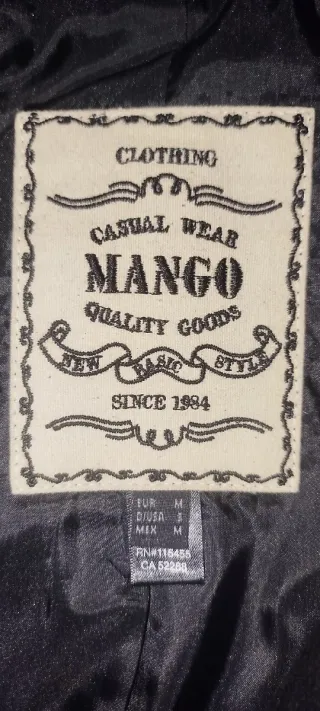 CLOTHING
CASUAL WEAR
MANGO
QUALITY GOODS
NEW BASIC STYLE
SINCE 1984
EUR M
D/USA S
MEX M
RN#116455
CA 52288